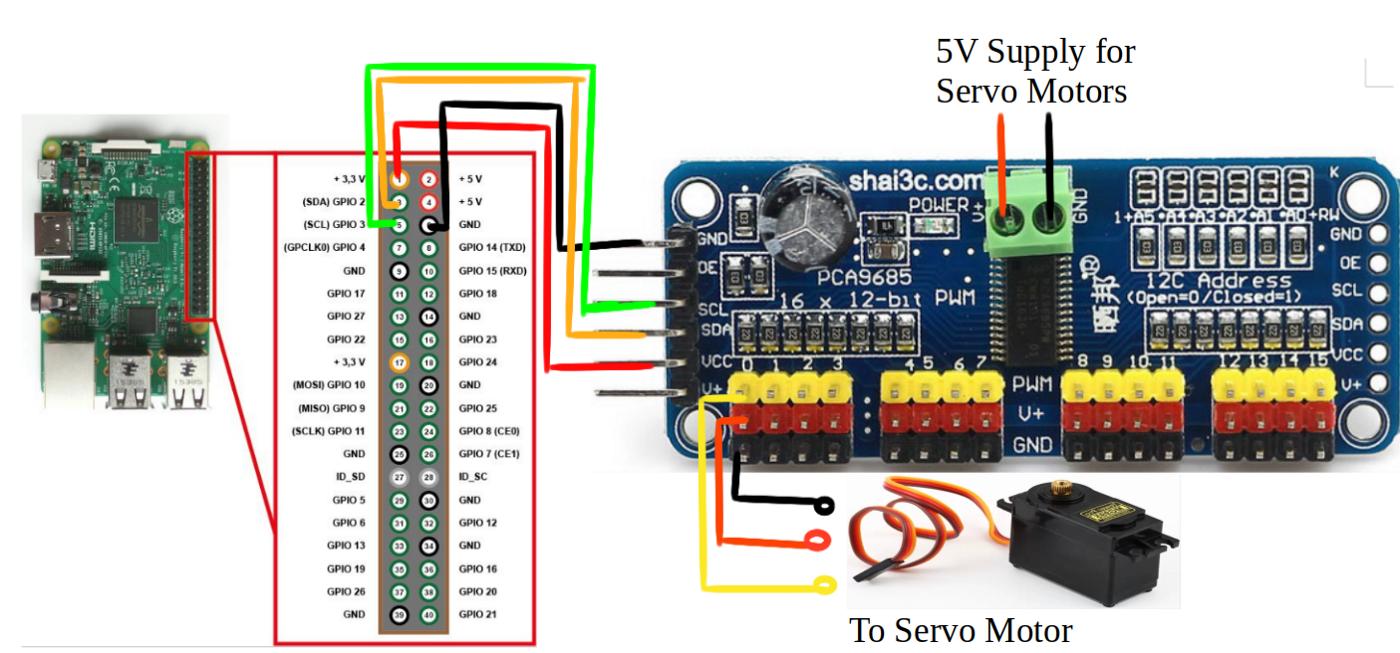 5V Supply for
Servo Motors
+ 3,3 V 1 2 + 5 V
(SDA) GPIO 2 3 4 + 5 V
(SCL) GPIO 3 5 GND
(GPCLK0) GPIO 4 7 8 GPIO 14 (TXD)
GND 9 10 GPIO 15 (RXD)
GPIO 17 11 12 GPIO 18
GPIO 27 13 14 GND
GPIO 22 15 16 GPIO 23
+ 3,3 V 17 18 GPIO 24
(MOSI) GPIO 10 19 20 GND
(MISO) GPIO 9 21 22 GPIO 25
(SCLK) GPIO 11 23 24 GPIO 8 (CE0)
GND 25 26 GPIO 7 (CE1)
ID_SD 27 28 ID_SC
GPIO 5 29 30 GND
GPIO 6 31 32 GPIO 12
GPIO 13 33 34 GND
GPIO 19 35 36 GPIO 16
GPIO 26 37 38 GPIO 20
GND 39 40 GPIO 21
HDMI
shai3c.com
POWER
V+
GND
K
1+A5 A4 A3 A2 A1 A0+RW
GND
OE
SCL
SDA
VCC
V+
PCA9685
16 x 12-bit PWM
I2C Address
(Open=0/Closed=1)
GND
OE
SCL
SDA
VCC
V+
0 1 2 3 4 5 6 7 8 9 10 11 12 13 14 15
PWM
V+
GND
To Servo Motor